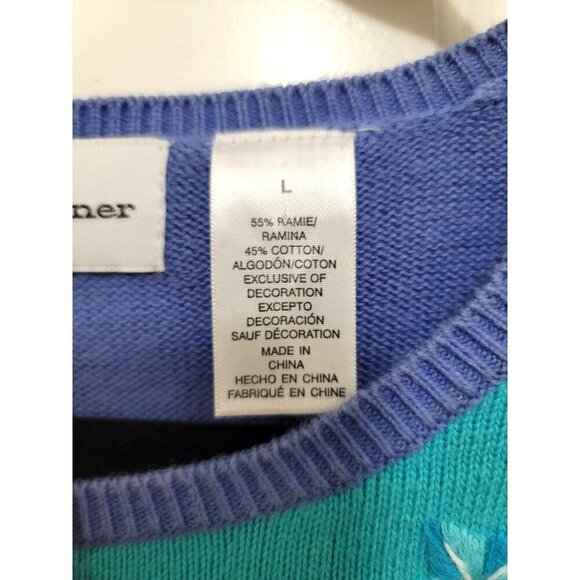 ner
L
55% RAMIE/
RAMINA
45% COTTON/
ALGODÓN/COTON
EXCLUSIVE OF
DECORATION
EXCEPTO
DECORACIÓN
SAUF DÉCORATION
MADE IN
CHINA
HECHO EN CHINA
FABRIQUÉ EN CHINE